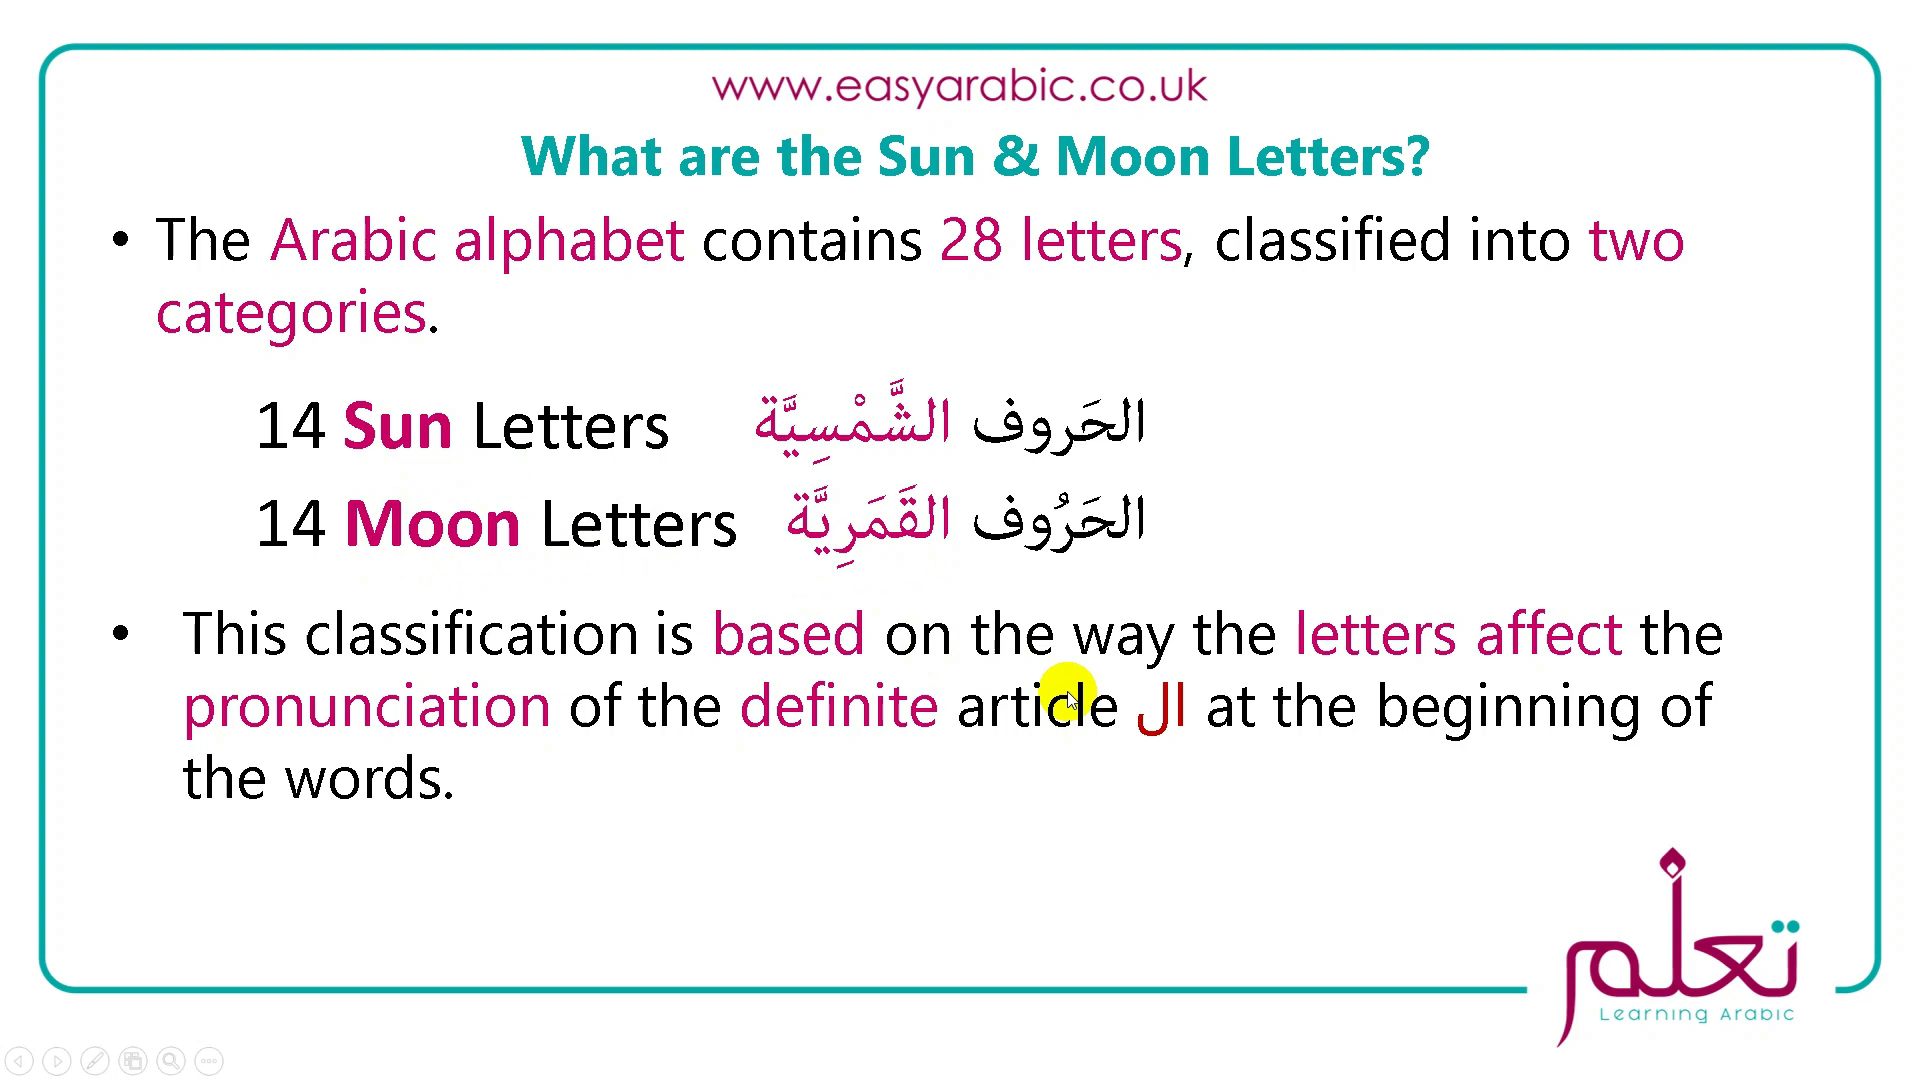 www.easyarabic.co.uk
What are the Sun & Moon Letters?
• The Arabic alphabet contains 28 letters, classified into two
categories.
14 Sun Letters الحَروف الشَّمْسِيَّة
14 Moon Letters الحَرُوف القَمَرِيَّة
• This classification is based on the way the letters affect the
pronunciation of the definite article ال at the beginning of
the words.
تعلم
Learning Arabic